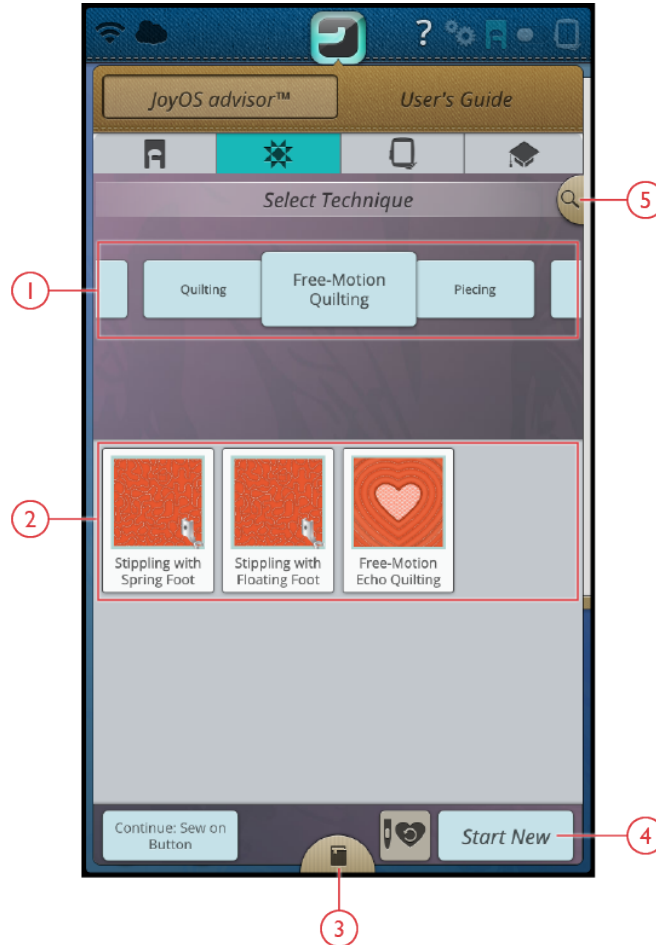 ?
JoyOS advisor™
User's Guide
Select Technique
5
1
Quilting
Free-Motion
Quilting
Piecing
2
Stippling with
Spring Foot
Stippling with
Floating Foot
Free-Motion
Echo Quilting
Continue: Sew on
Button
Start New
4
3